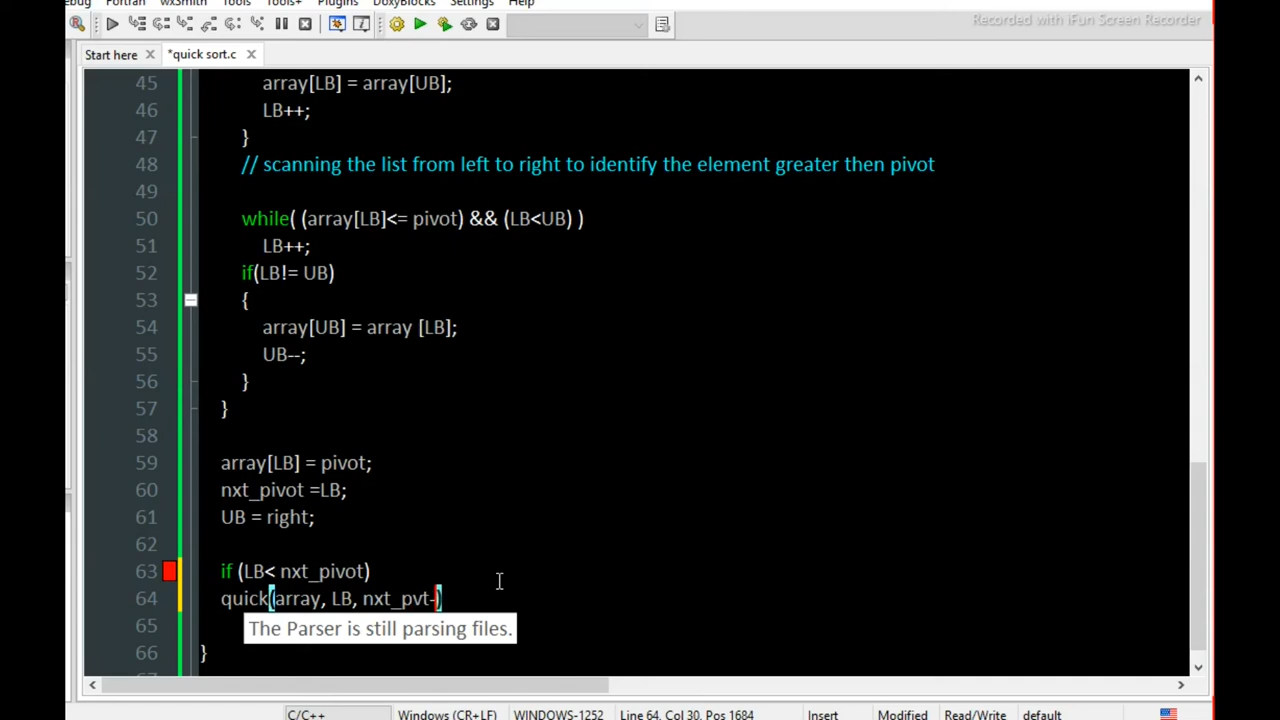 ebug Fortran wxSmith Tools Tools+ Plugins DoxyBlocks Settings Help
Recorded with iFun Screen Recorder
Start here *quick sort.c
45 array[LB] = array[UB];
46 LB++;
47 }
48 // scanning the list from left to right to identify the element greater then pivot
49
50 while( (array[LB]<= pivot) && (LB<UB) )
51 LB++;
52 if(LB!= UB)
53 {
54 array[UB] = array [LB];
55 UB--;
56 }
57 }
58
59 array[LB] = pivot;
60 nxt_pivot =LB;
61 UB = right;
62
63 if (LB< nxt_pivot)
64 quick(array, LB, nxt_pvt-)
65 The Parser is still parsing files.
66 }
67
C/C++ Windows (CR+LF) WINDOWS-1252 Line 64, Col 30, Pos 1684 Insert Modified Read/Write default